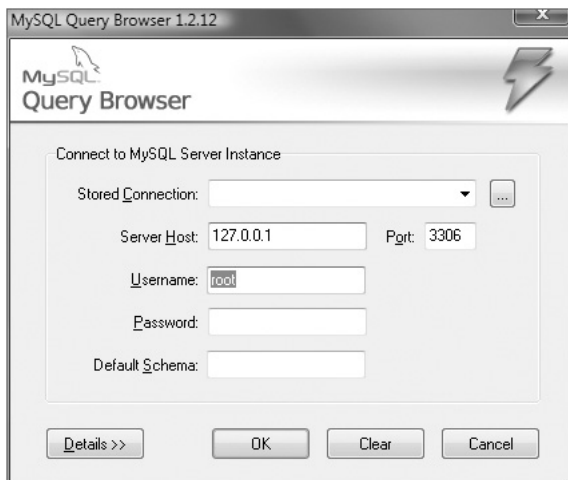 MySQL Query Browser 1.2.12
X
MySQL
Query Browser
Connect to MySQL Server Instance
Stored Connection:
...
Server Host: 127.0.0.1 Port: 3306
Username: root
Password:
Default Schema:
Details >> OK Clear Cancel